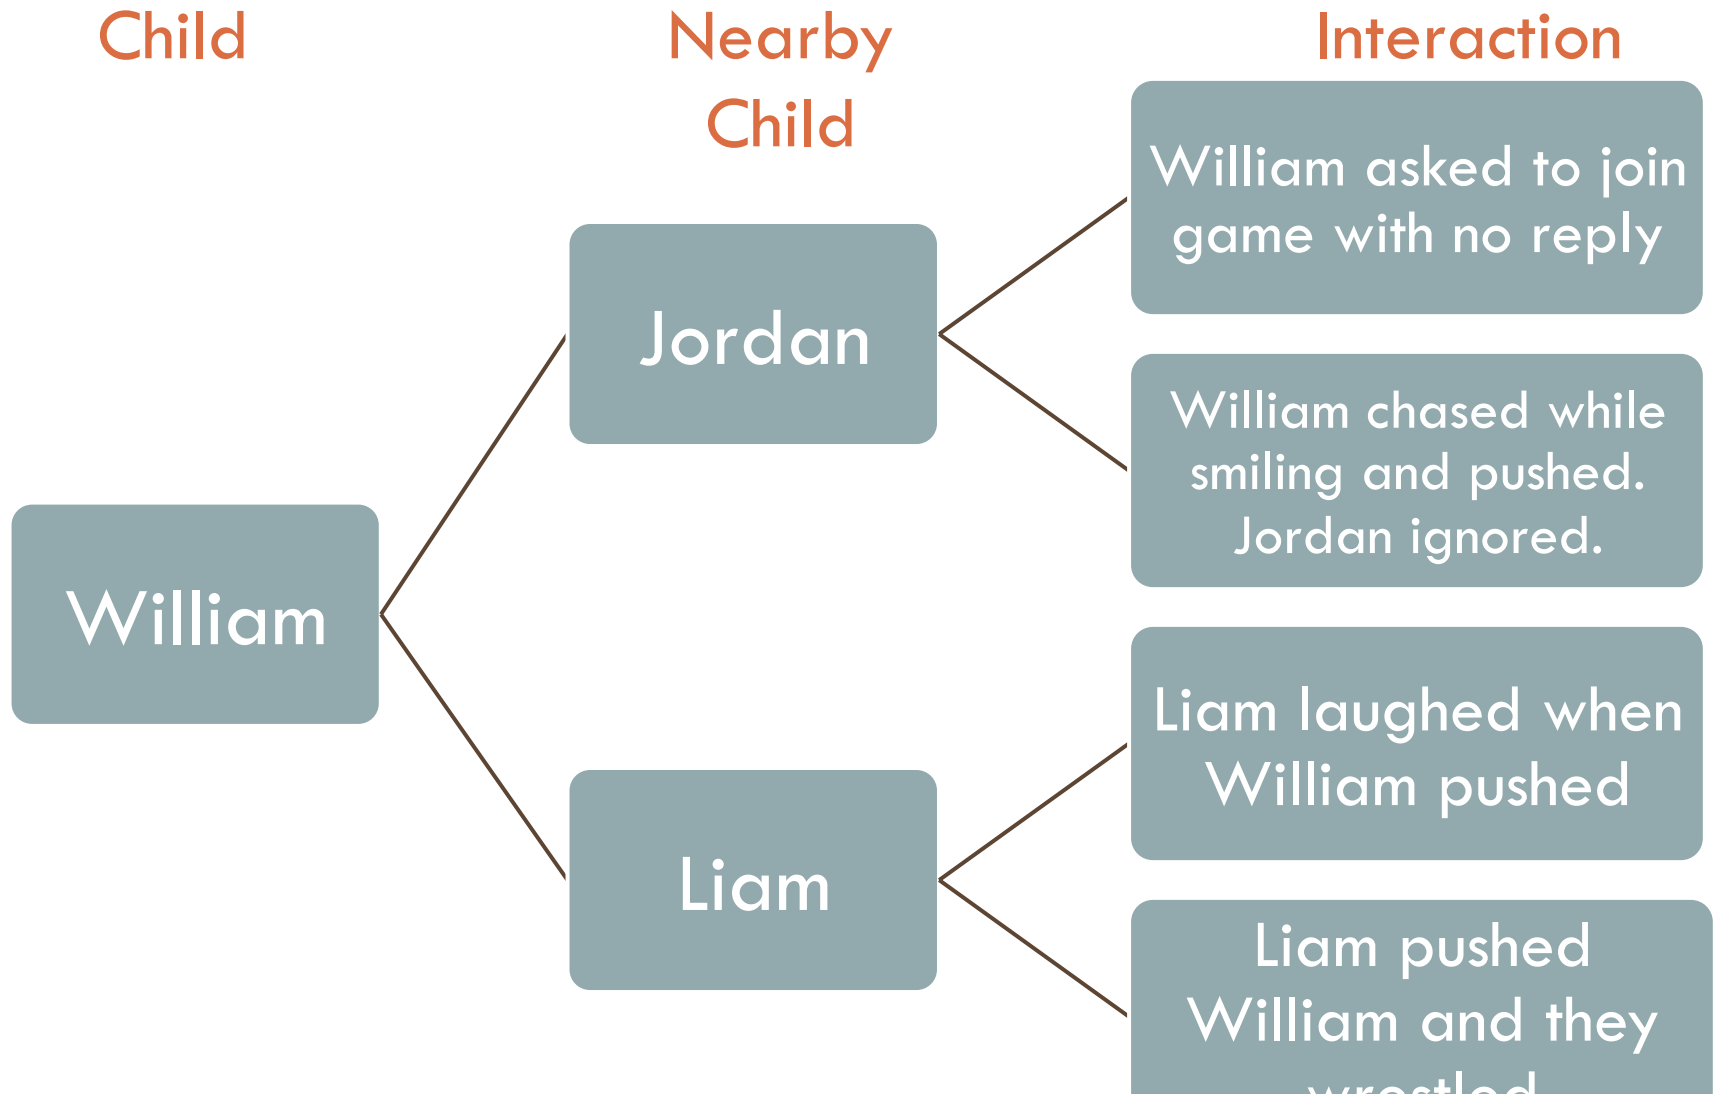 Child
Nearby
Child
Interaction
William
Jordan
Liam
William asked to join
game with no reply
William chased while
smiling and pushed.
Jordan ignored.
Liam laughed when
William pushed
Liam pushed
William and they
wrestled